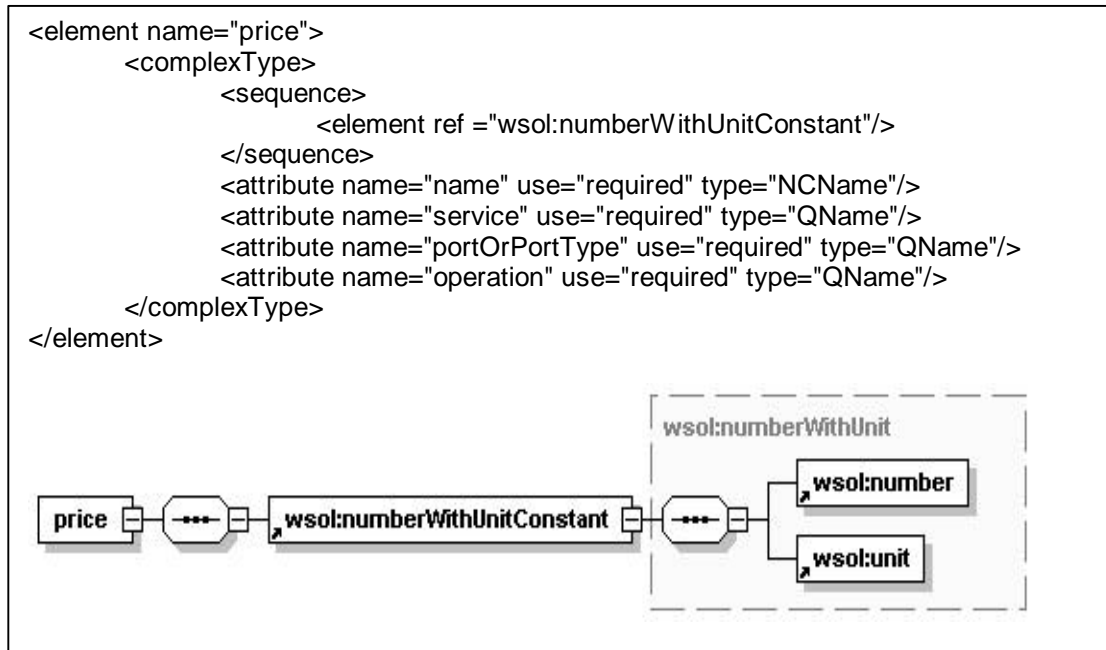 <element name="price">
<complexType>
<sequence>
<element ref ="wsol:numberWithUnitConstant"/>
</sequence>
<attribute name="name" use="required" type="NCName"/>
<attribute name="service" use="required" type="QName"/>
<attribute name="portOrPortType" use="required" type="QName"/>
<attribute name="operation" use="required" type="QName"/>
</complexType>
</element>
wsol:numberWithUnit
wsol:number
price
wsol:numberWithUnitConstant
wsol:unit